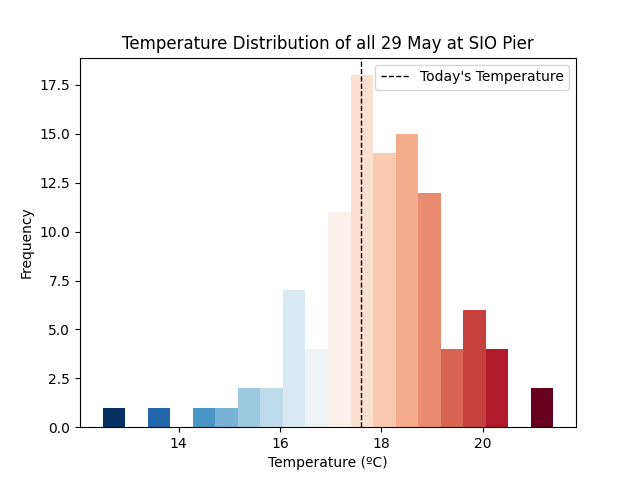 Temperature Distribution of all 29 May at SIO Pier
Today's Temperature
Frequency
17.5
15.0
12.5
10.0
7.5
5.0
2.5
0.0
14 16 18 20
Temperature (ºC)